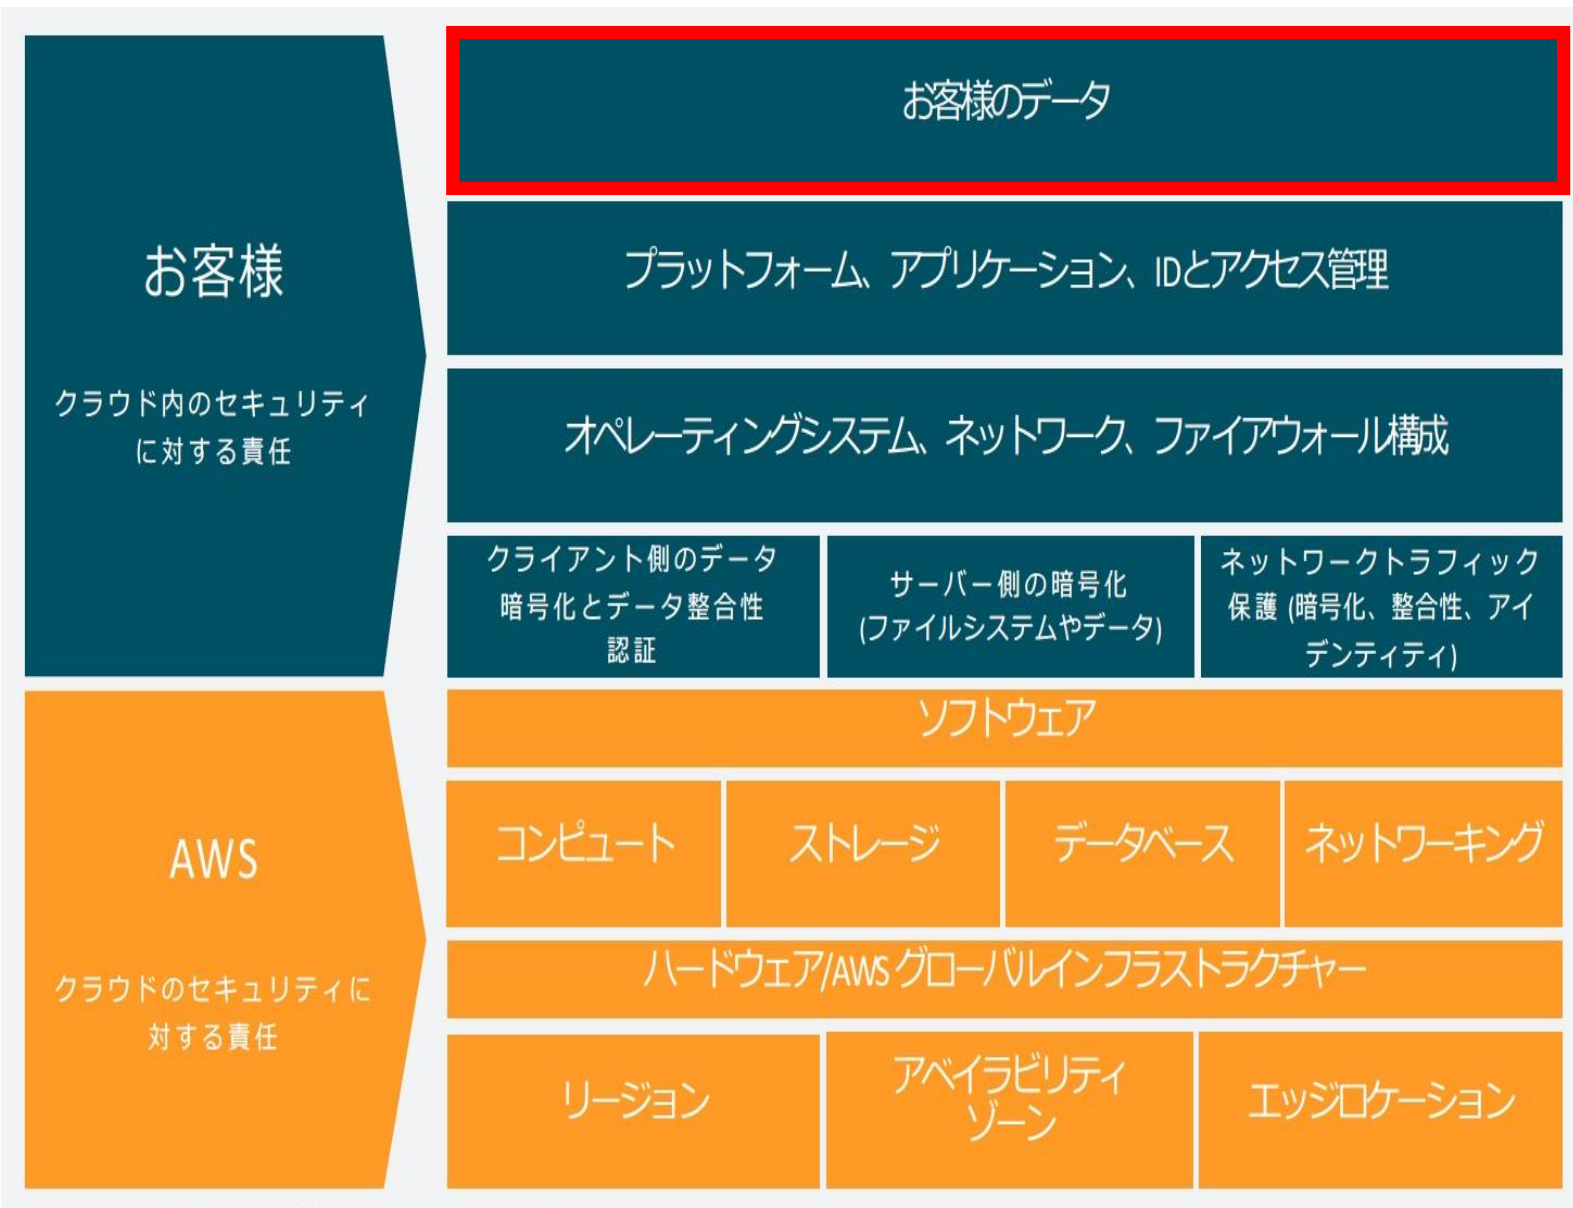 お客様
クラウド内のセキュリティ
に対する責任
お客様のデータ
プラットフォーム、アプリケーション、IDとアクセス管理
オペレーティングシステム、ネットワーク、ファイアウォール構成
クライアント側のデータ
暗号化とデータ整合性
認証
サーバー側の暗号化
(ファイルシステムやデータ)
ネットワークトラフィック
保護 (暗号化、整合性、アイ
デンティティ)
AWS
クラウドのセキュリティに
対する責任
ソフトウェア
コンピュート
ストレージ
データベース
ネットワーキング
ハードウェア/AWS グローバルインフラストラクチャー
リージョン
アベイラビリティ
ゾーン
エッジロケーション